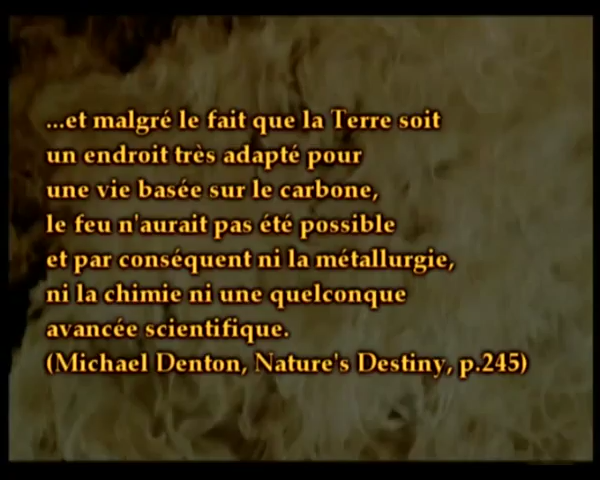 ...et malgré le fait que la Terre soit
un endroit très adapté pour
une vie basée sur le carbone,
le feu n'aurait pas été possible
et par conséquent ni la métallurgie,
ni la chimie ni une quelconque
avancée scientifique.
(Michael Denton, Nature's Destiny, p.245)